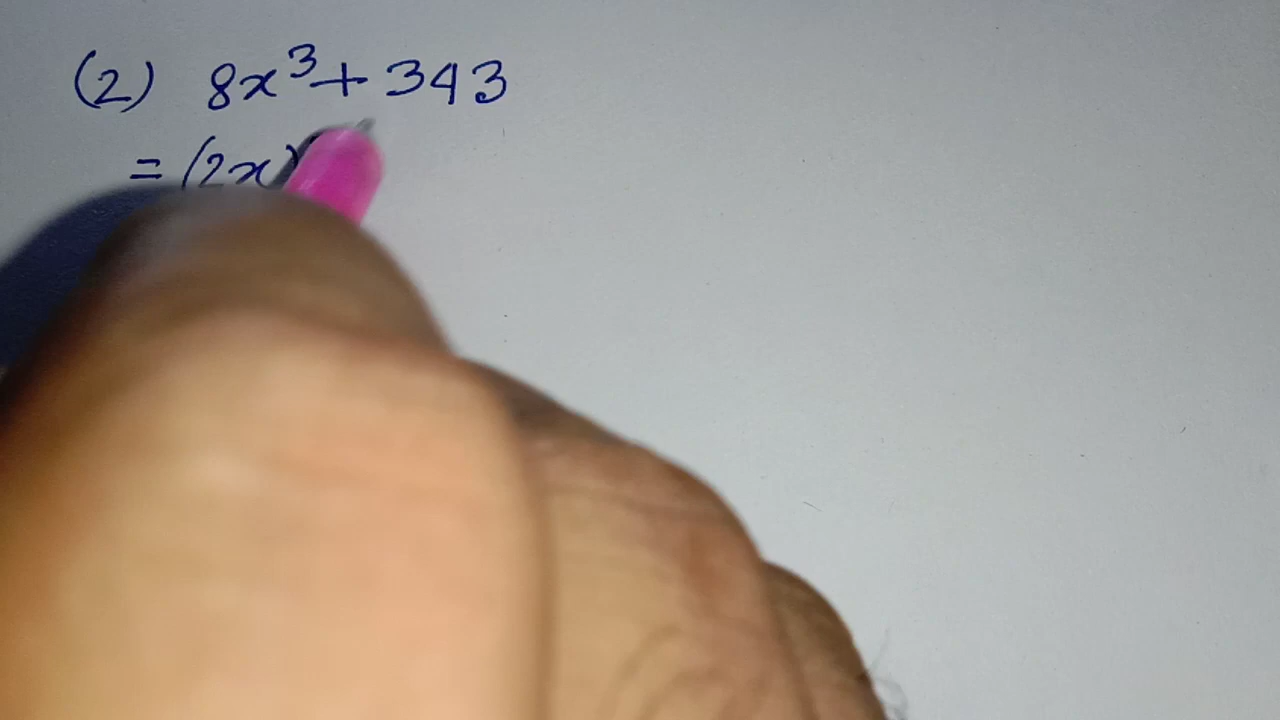 (2) 8x³+343
= (2x)